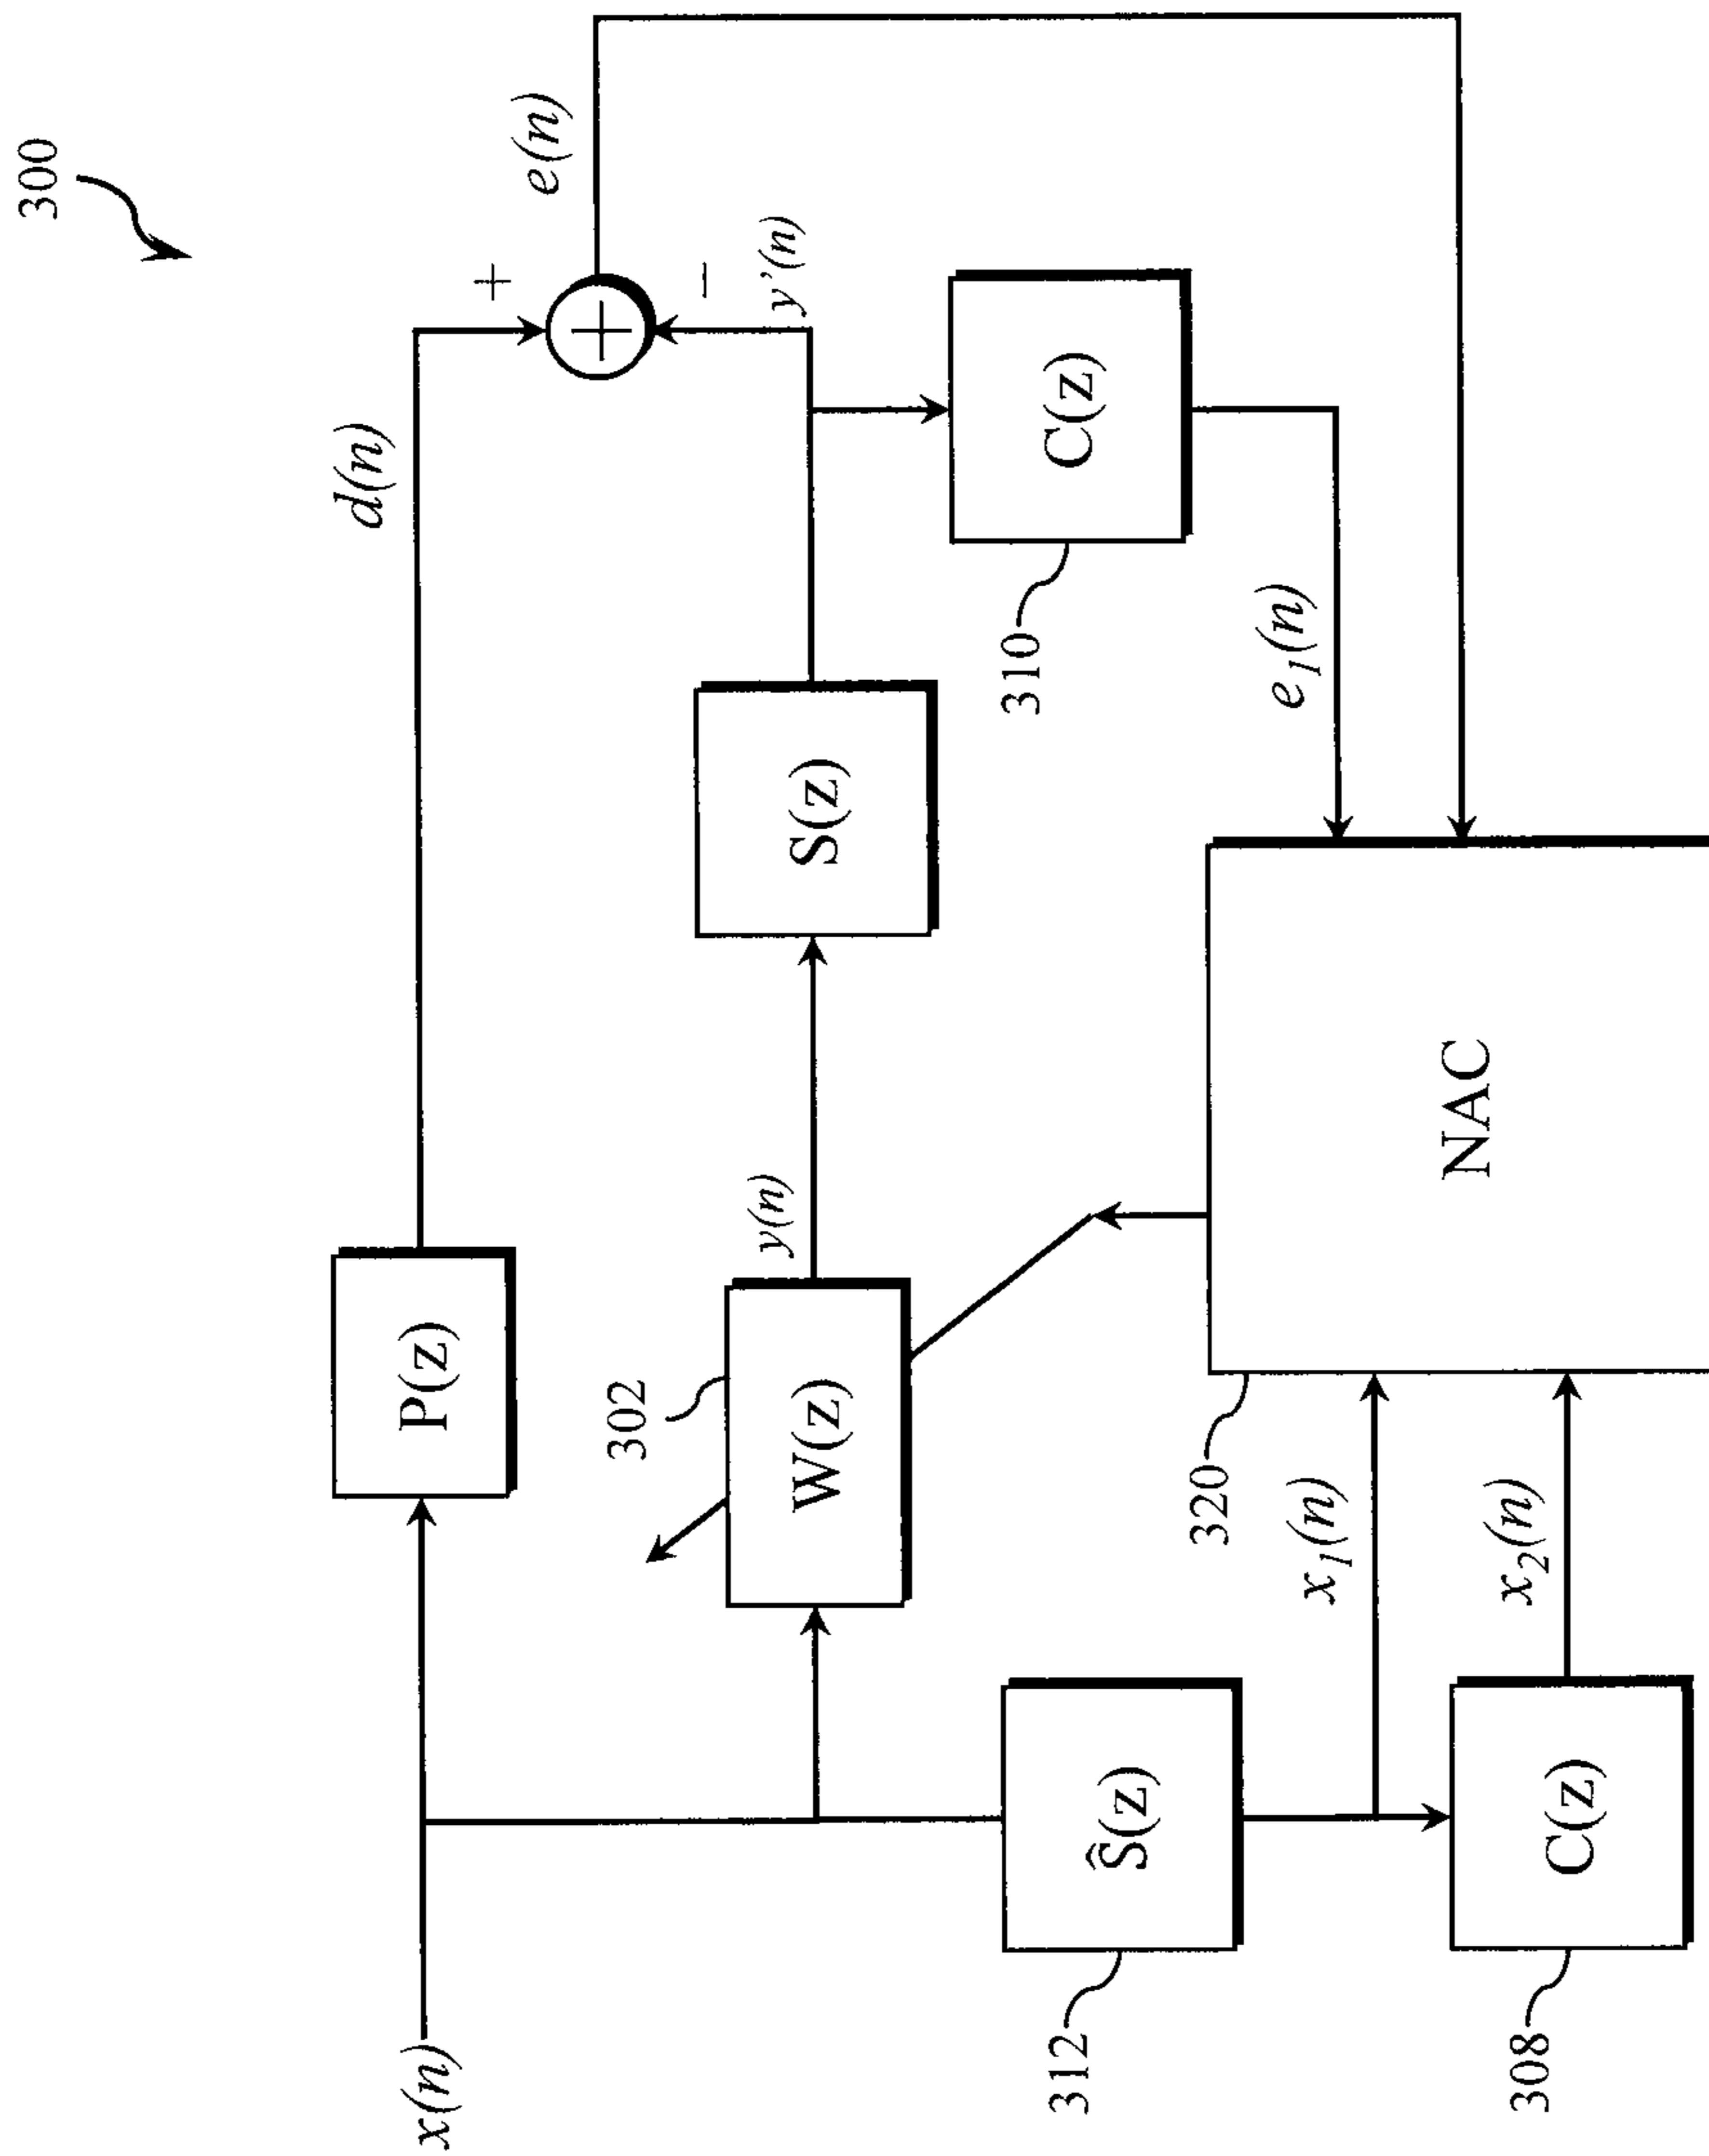 300
x(n)
P(z)
d(n)
+
e(n)
302
W(z)
y(n)
S(z)
−
y’(n)
+
312
Ŝ(z)
310
C(z)
e₁(n)
320
x₁(n)
NAC
308
C(z)
x₂(n)